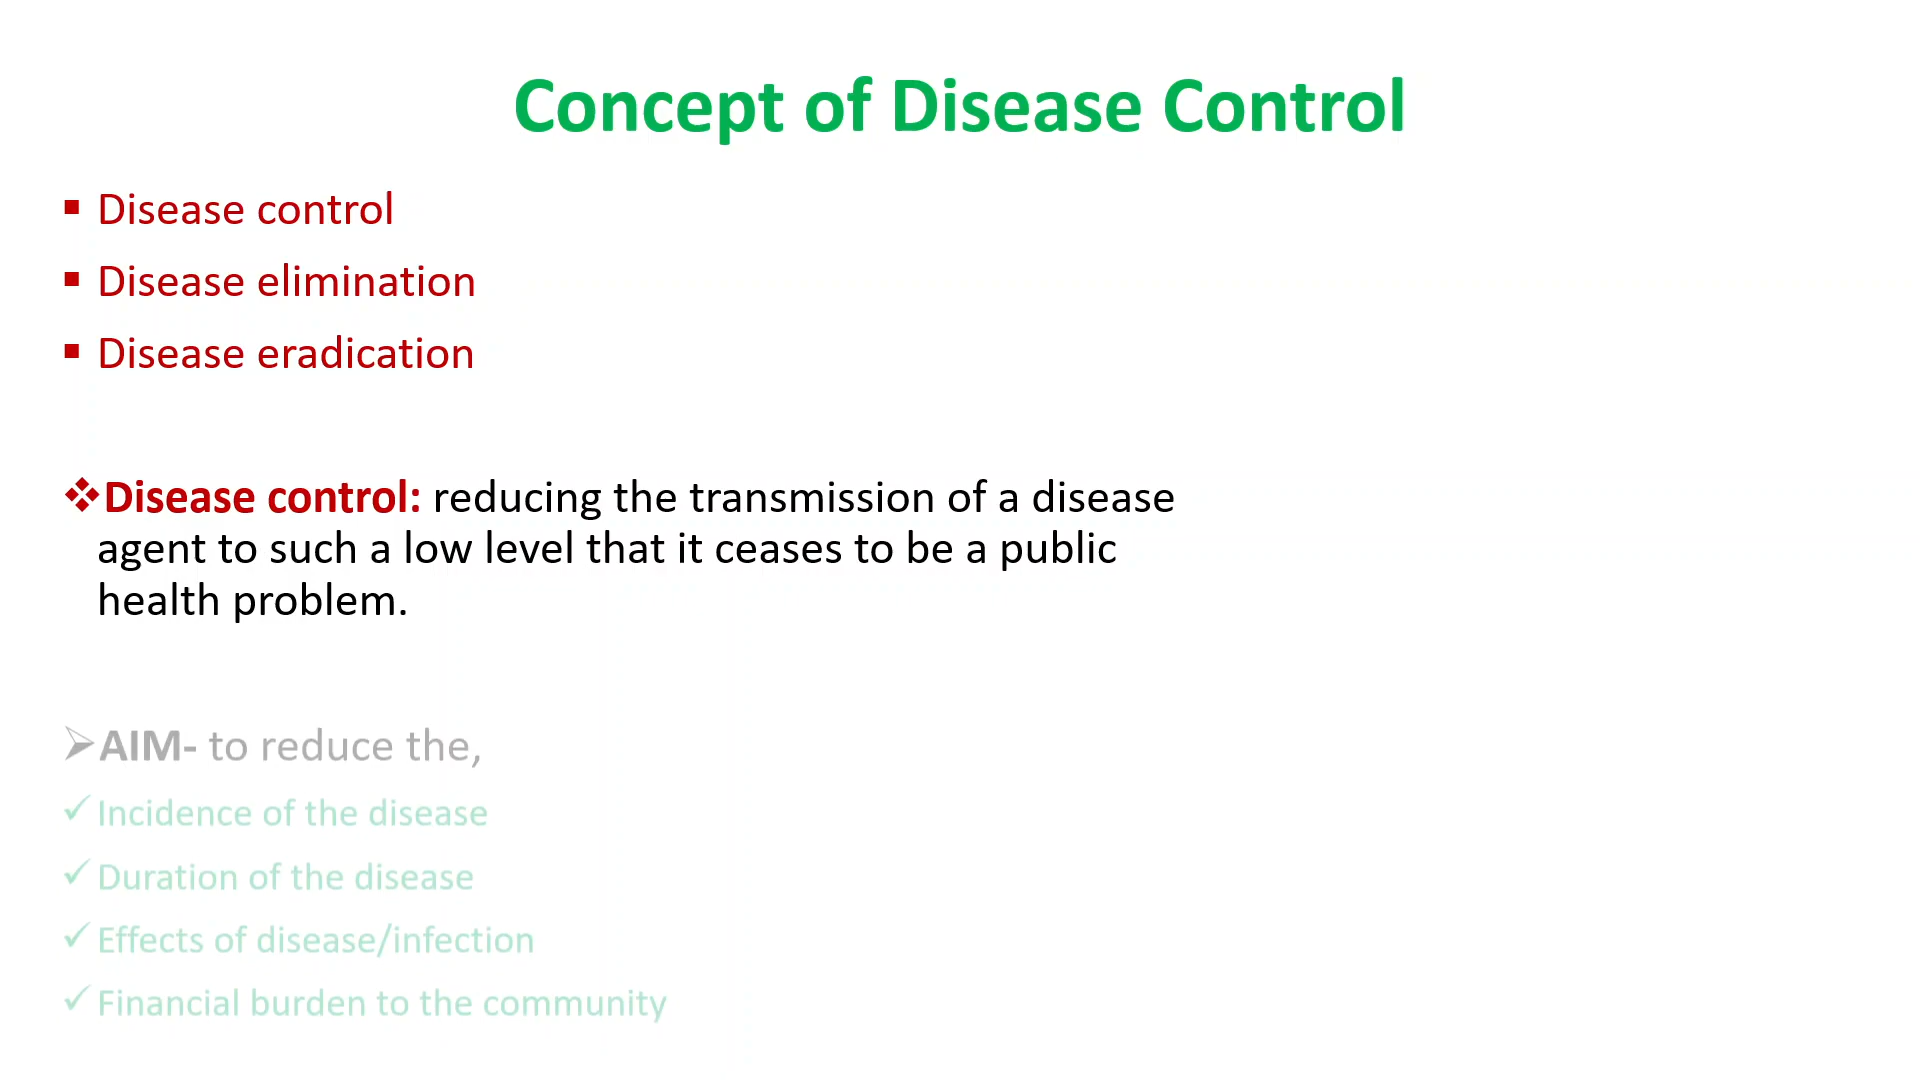 Concept of Disease Control
▪ Disease control
▪ Disease elimination
▪ Disease eradication
❖Disease control: reducing the transmission of a disease
agent to such a low level that it ceases to be a public
health problem.
➢AIM- to reduce the,
✓Incidence of the disease
✓Duration of the disease
✓Effects of disease/infection
✓Financial burden to the community